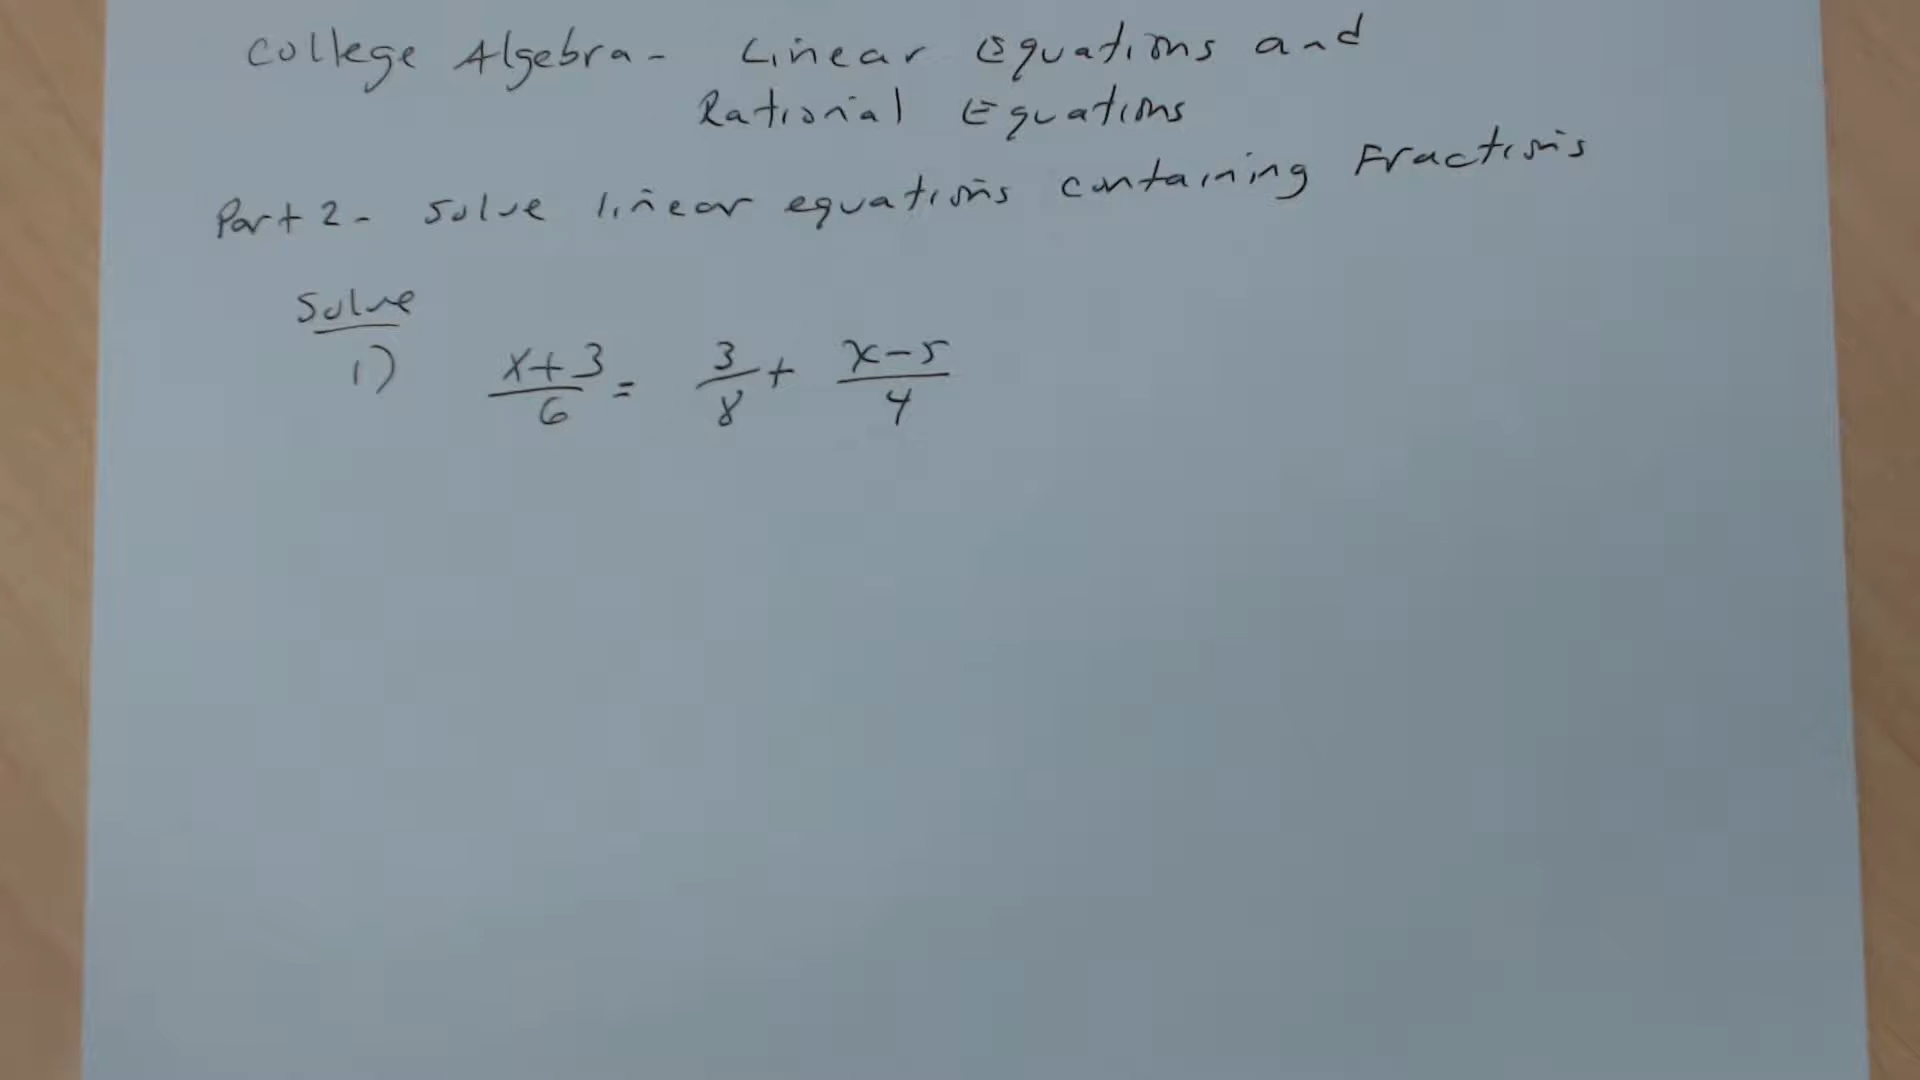 College Algebra - Linear Equations and
Rational Equations
Part 2 - Solve linear equations containing Fractions
Solve
1) x+3/6 = 3/8 + x-5/4